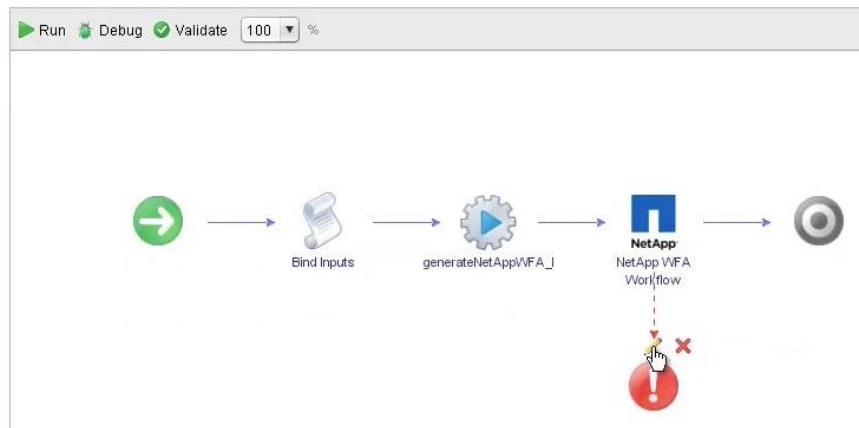 Run Debug Validate 100 %
NetApp
Bind Inputs generateNetAppWFA_I NetApp WFA
Workflow